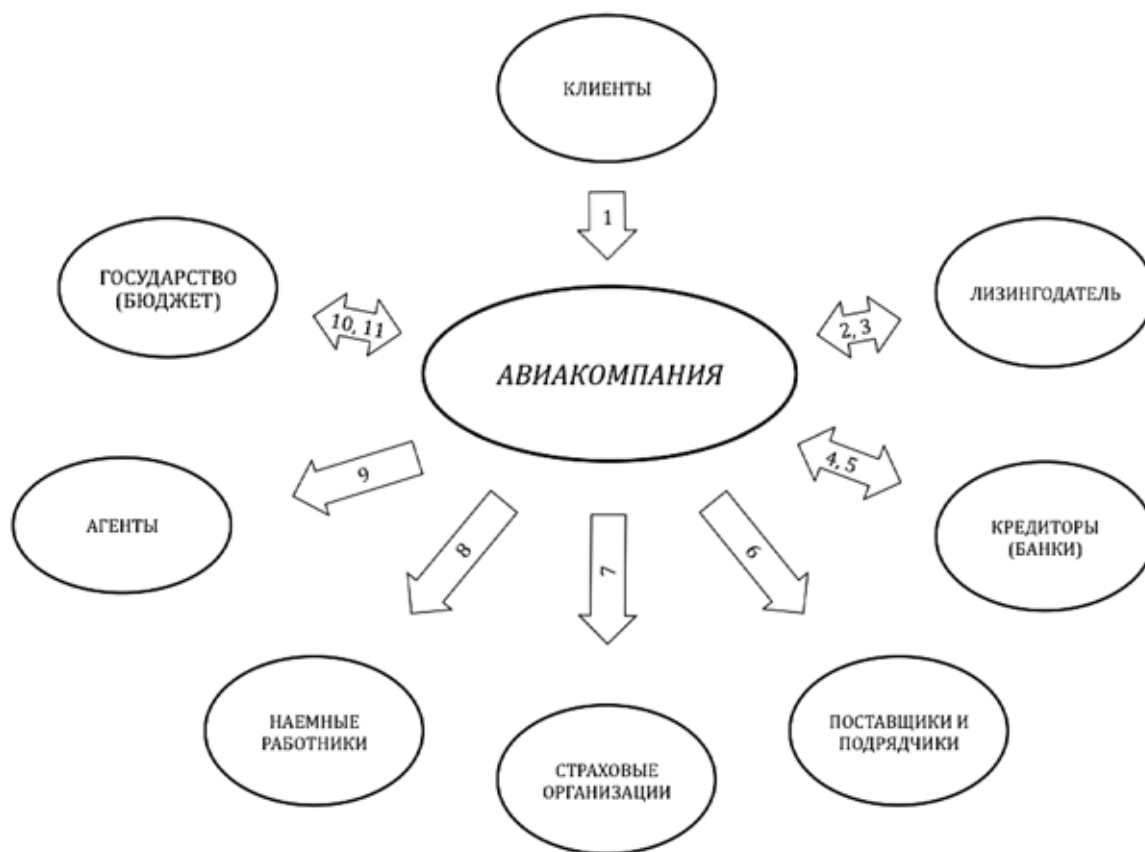 КЛИЕНТЫ
1
ГОСУДАРСТВО
(БЮДЖЕТ)
10, 11
АВИАКОМПАНИЯ
2, 3
ЛИЗИНГОДАТЕЛЬ
9
АГЕНТЫ
8
7
6
4, 5
КРЕДИТОРЫ
(БАНКИ)
НАЕМНЫЕ
РАБОТНИКИ
СТРАХОВЫЕ
ОРГАНИЗАЦИИ
ПОСТАВЩИКИ И
ПОДРЯДЧИКИ